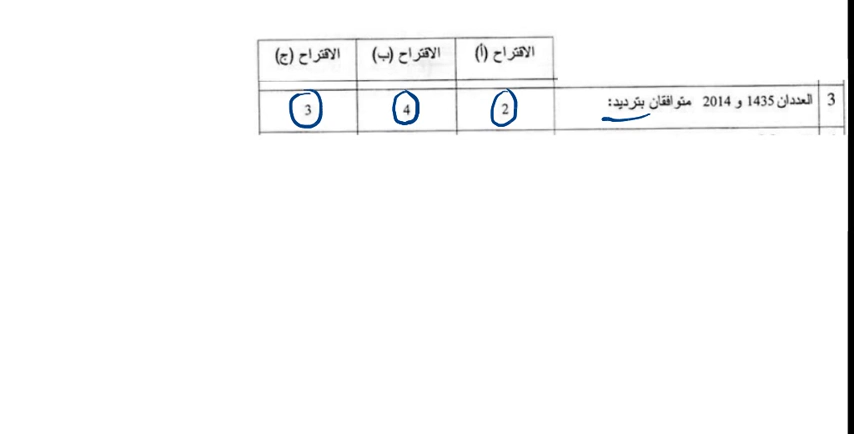 الاقتراح (أ) الاقتراح (ب) الاقتراح (ج)
3 العددان 1435 و 2014 متوافقان بترديد: 2 4 3